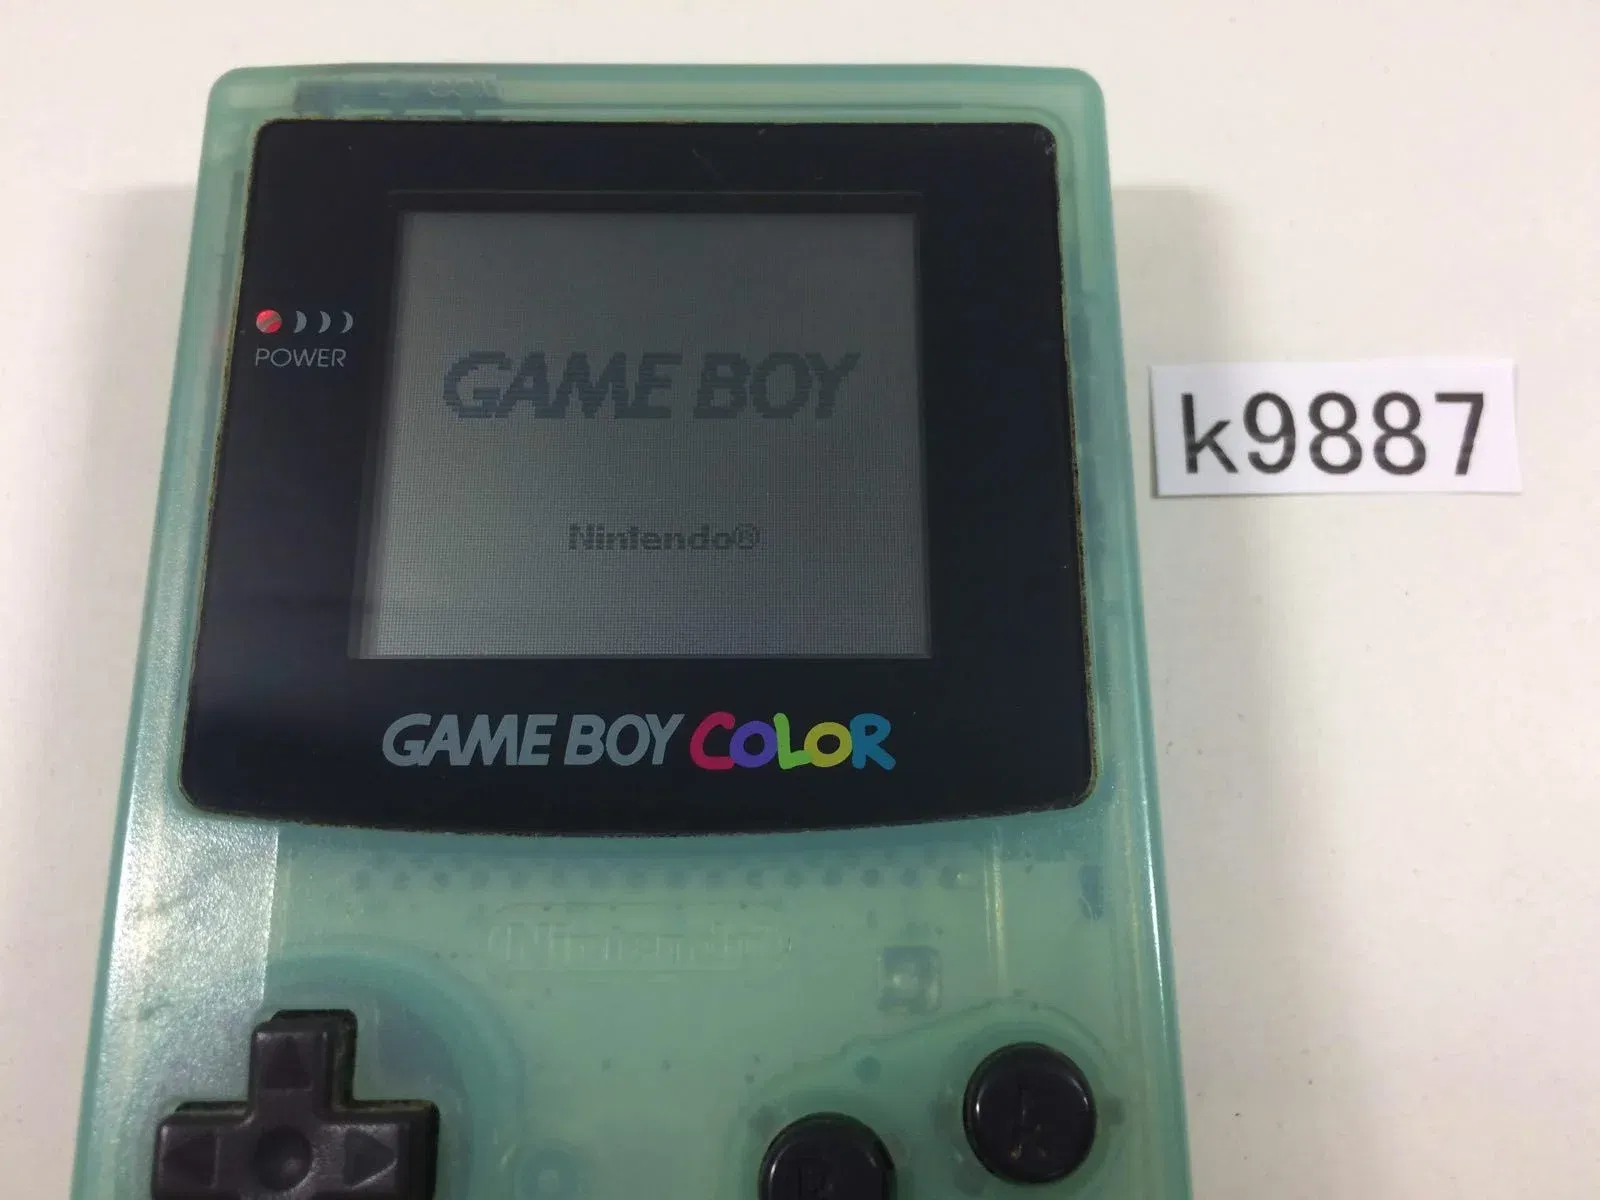 POWER
GAME BOY
Nintendo®
k9887
GAME BOY COLOR
Nintendo
A
B